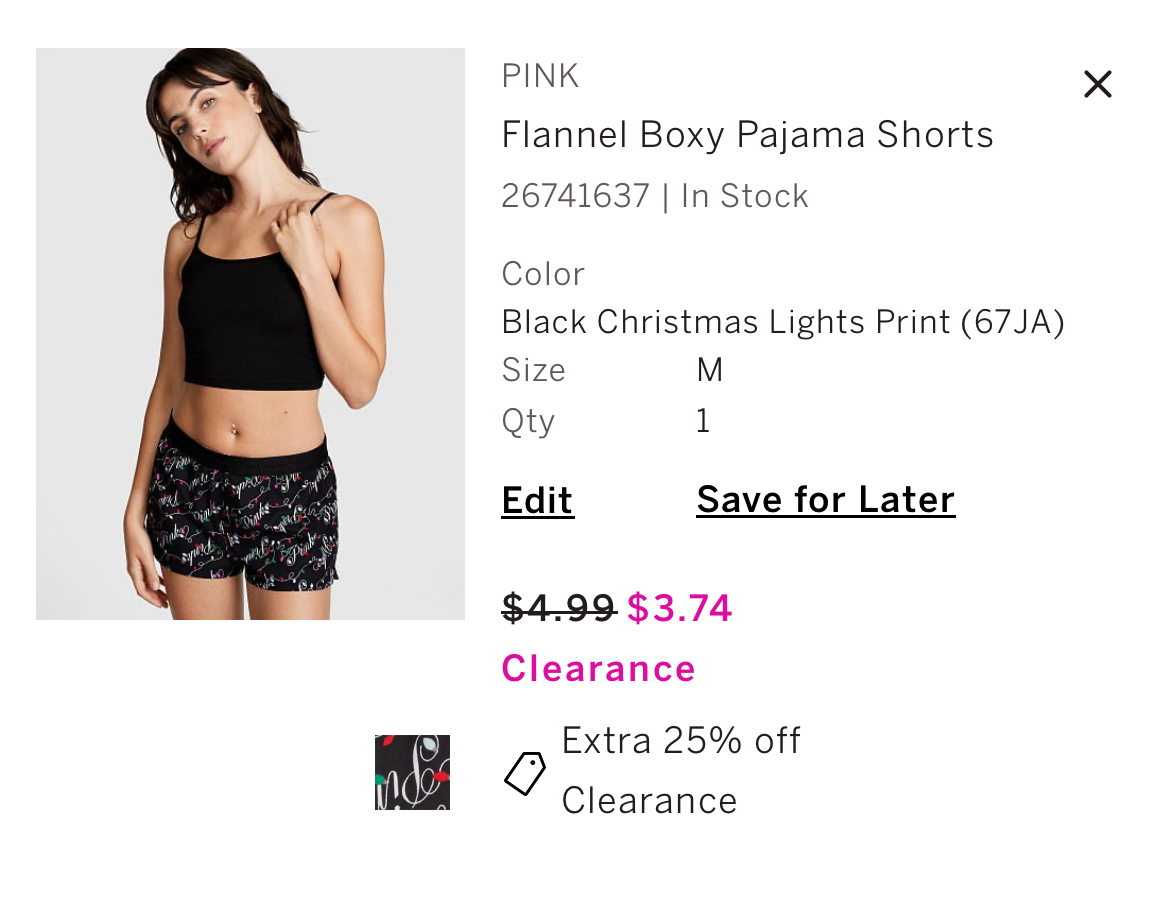 PINK
Flannel Boxy Pajama Shorts
26741637 | In Stock
Color
Black Christmas Lights Print (67JA)
Size M
Qty 1
Edit Save for Later
$4.99 $3.74
Clearance
Extra 25% off
Clearance